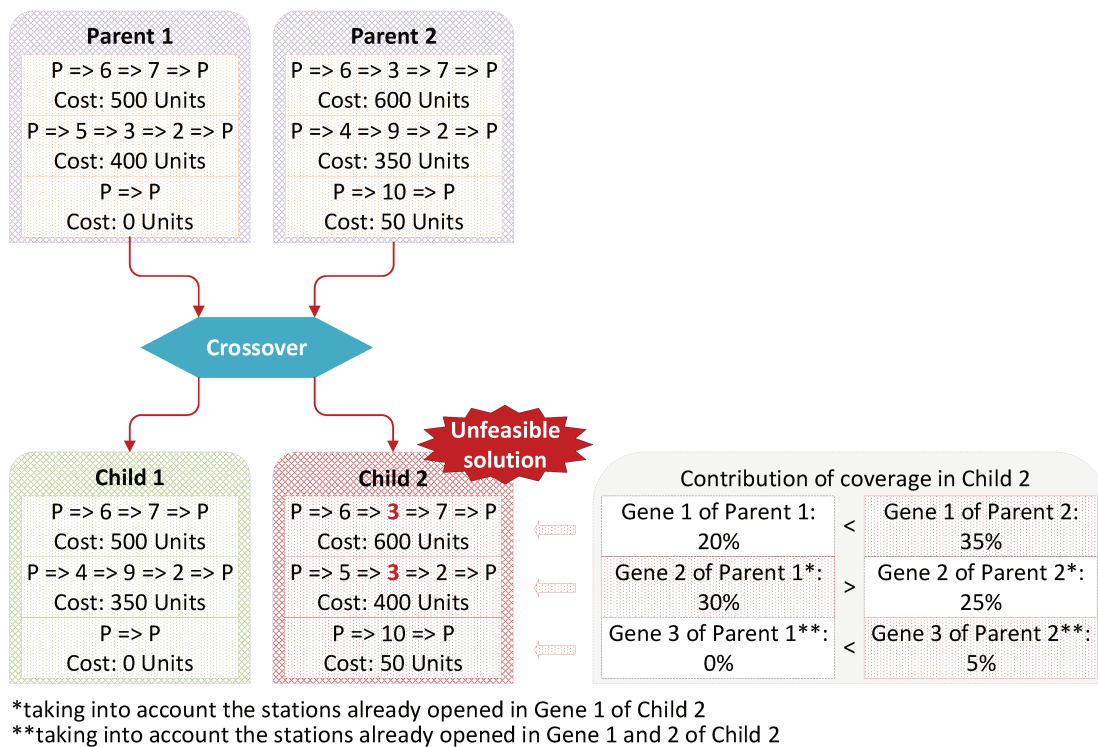 Parent 1
P => 6 => 7 => P
Cost: 500 Units
P => 5 => 3 => 2 => P
Cost: 400 Units
P => P
Cost: 0 Units
Parent 2
P => 6 => 3 => 7 => P
Cost: 600 Units
P => 4 => 9 => 2 => P
Cost: 350 Units
P => 10 => P
Cost: 50 Units
Crossover
Unfeasible
solution
Child 1
P => 6 => 7 => P
Cost: 500 Units
P => 4 => 9 => 2 => P
Cost: 350 Units
P => P
Cost: 0 Units
Child 2
P => 6 => 3 => 7 => P
Cost: 600 Units
P => 5 => 3 => 2 => P
Cost: 400 Units
P => 10 => P
Cost: 50 Units
Contribution of coverage in Child 2
Gene 1 of Parent 1:
20%
<
Gene 1 of Parent 2:
35%
Gene 2 of Parent 1*:
30%
>
Gene 2 of Parent 2*:
25%
Gene 3 of Parent 1**:
0%
<
Gene 3 of Parent 2**:
5%
*taking into account the stations already opened in Gene 1 of Child 2
**taking into account the stations already opened in Gene 1 and 2 of Child 2